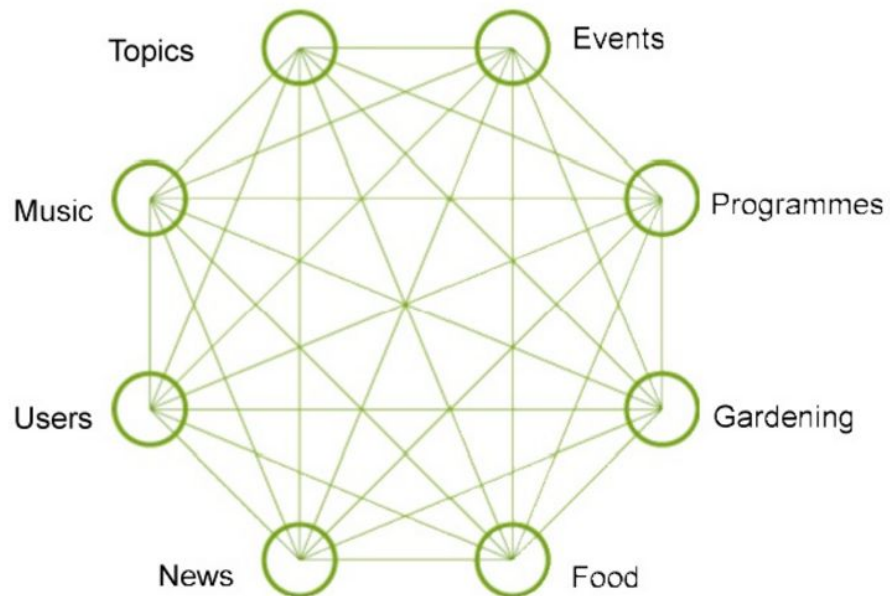 Topics
Events
Music
Programmes
Users
Gardening
News
Food